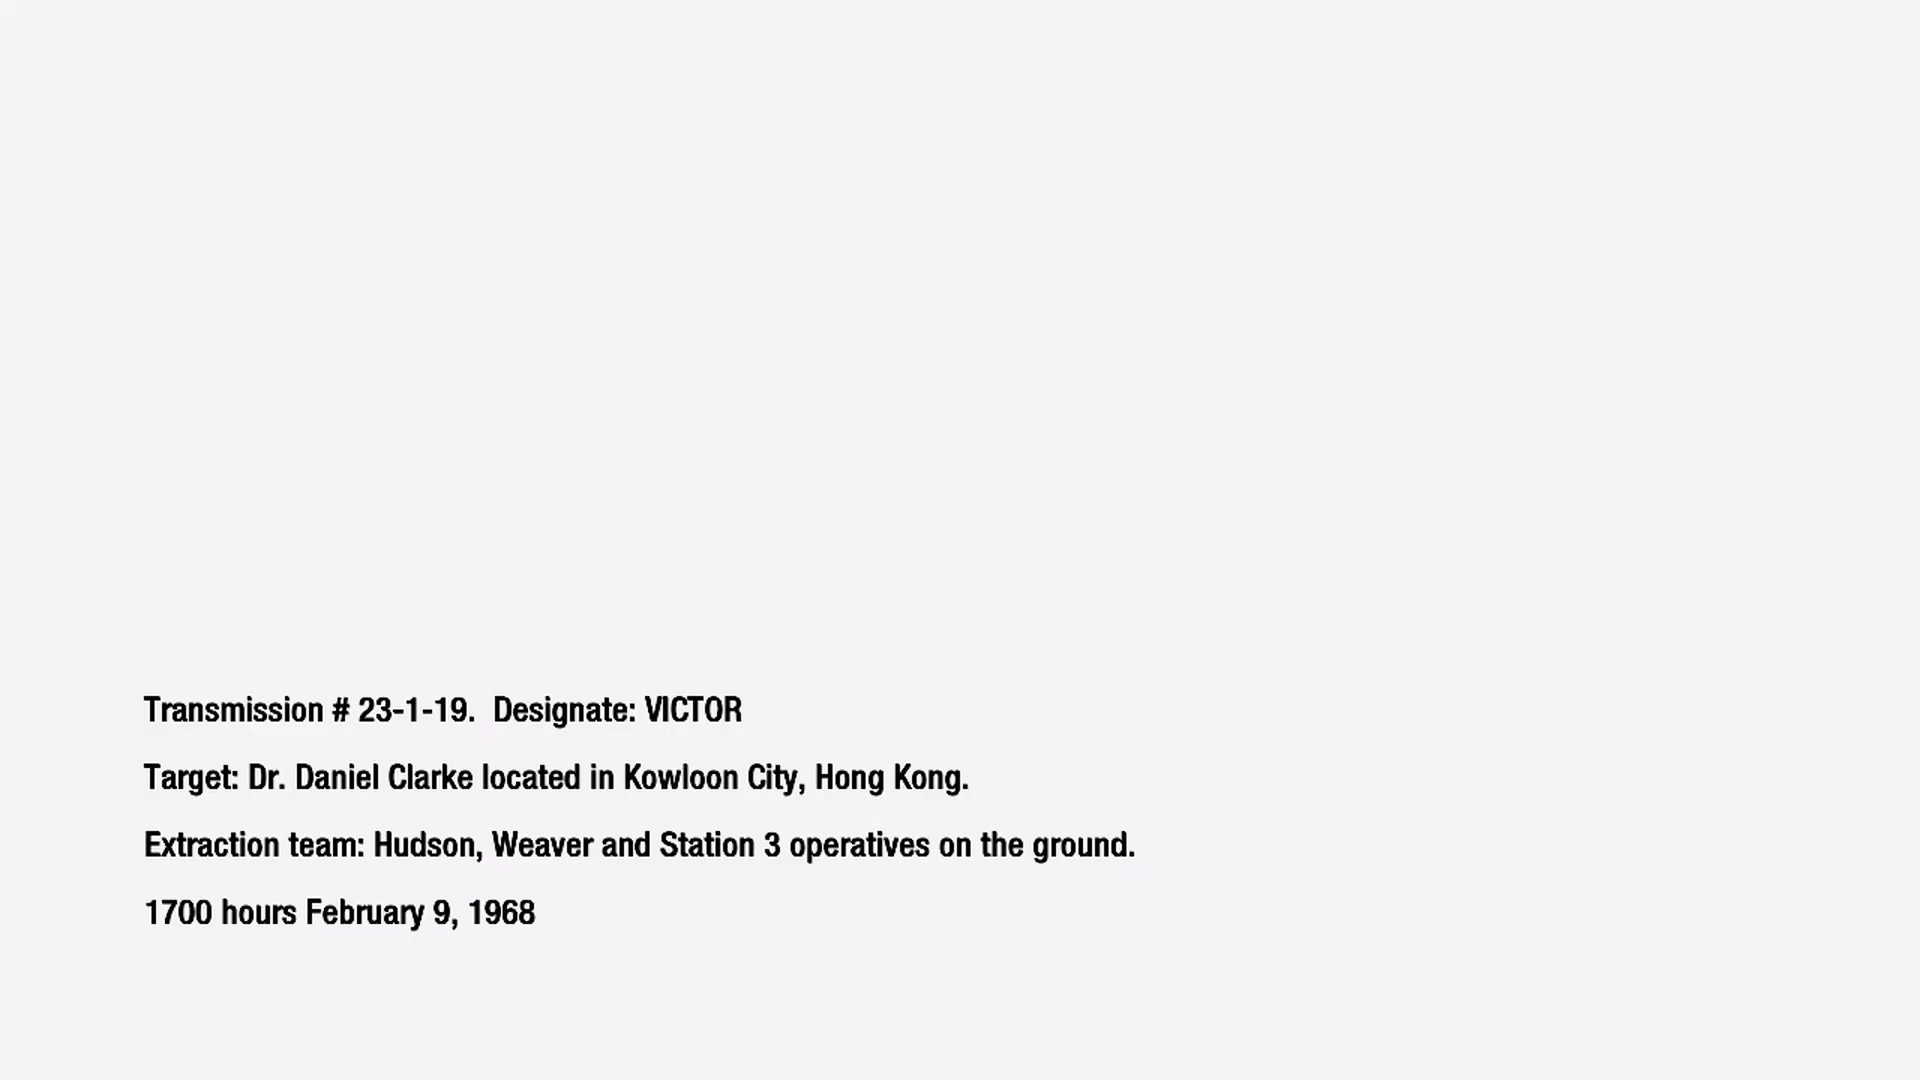 Transmission # 23-1-19.  Designate: VICTOR
Target: Dr. Daniel Clarke located in Kowloon City, Hong Kong.
Extraction team: Hudson, Weaver and Station 3 operatives on the ground.
1700 hours February 9, 1968